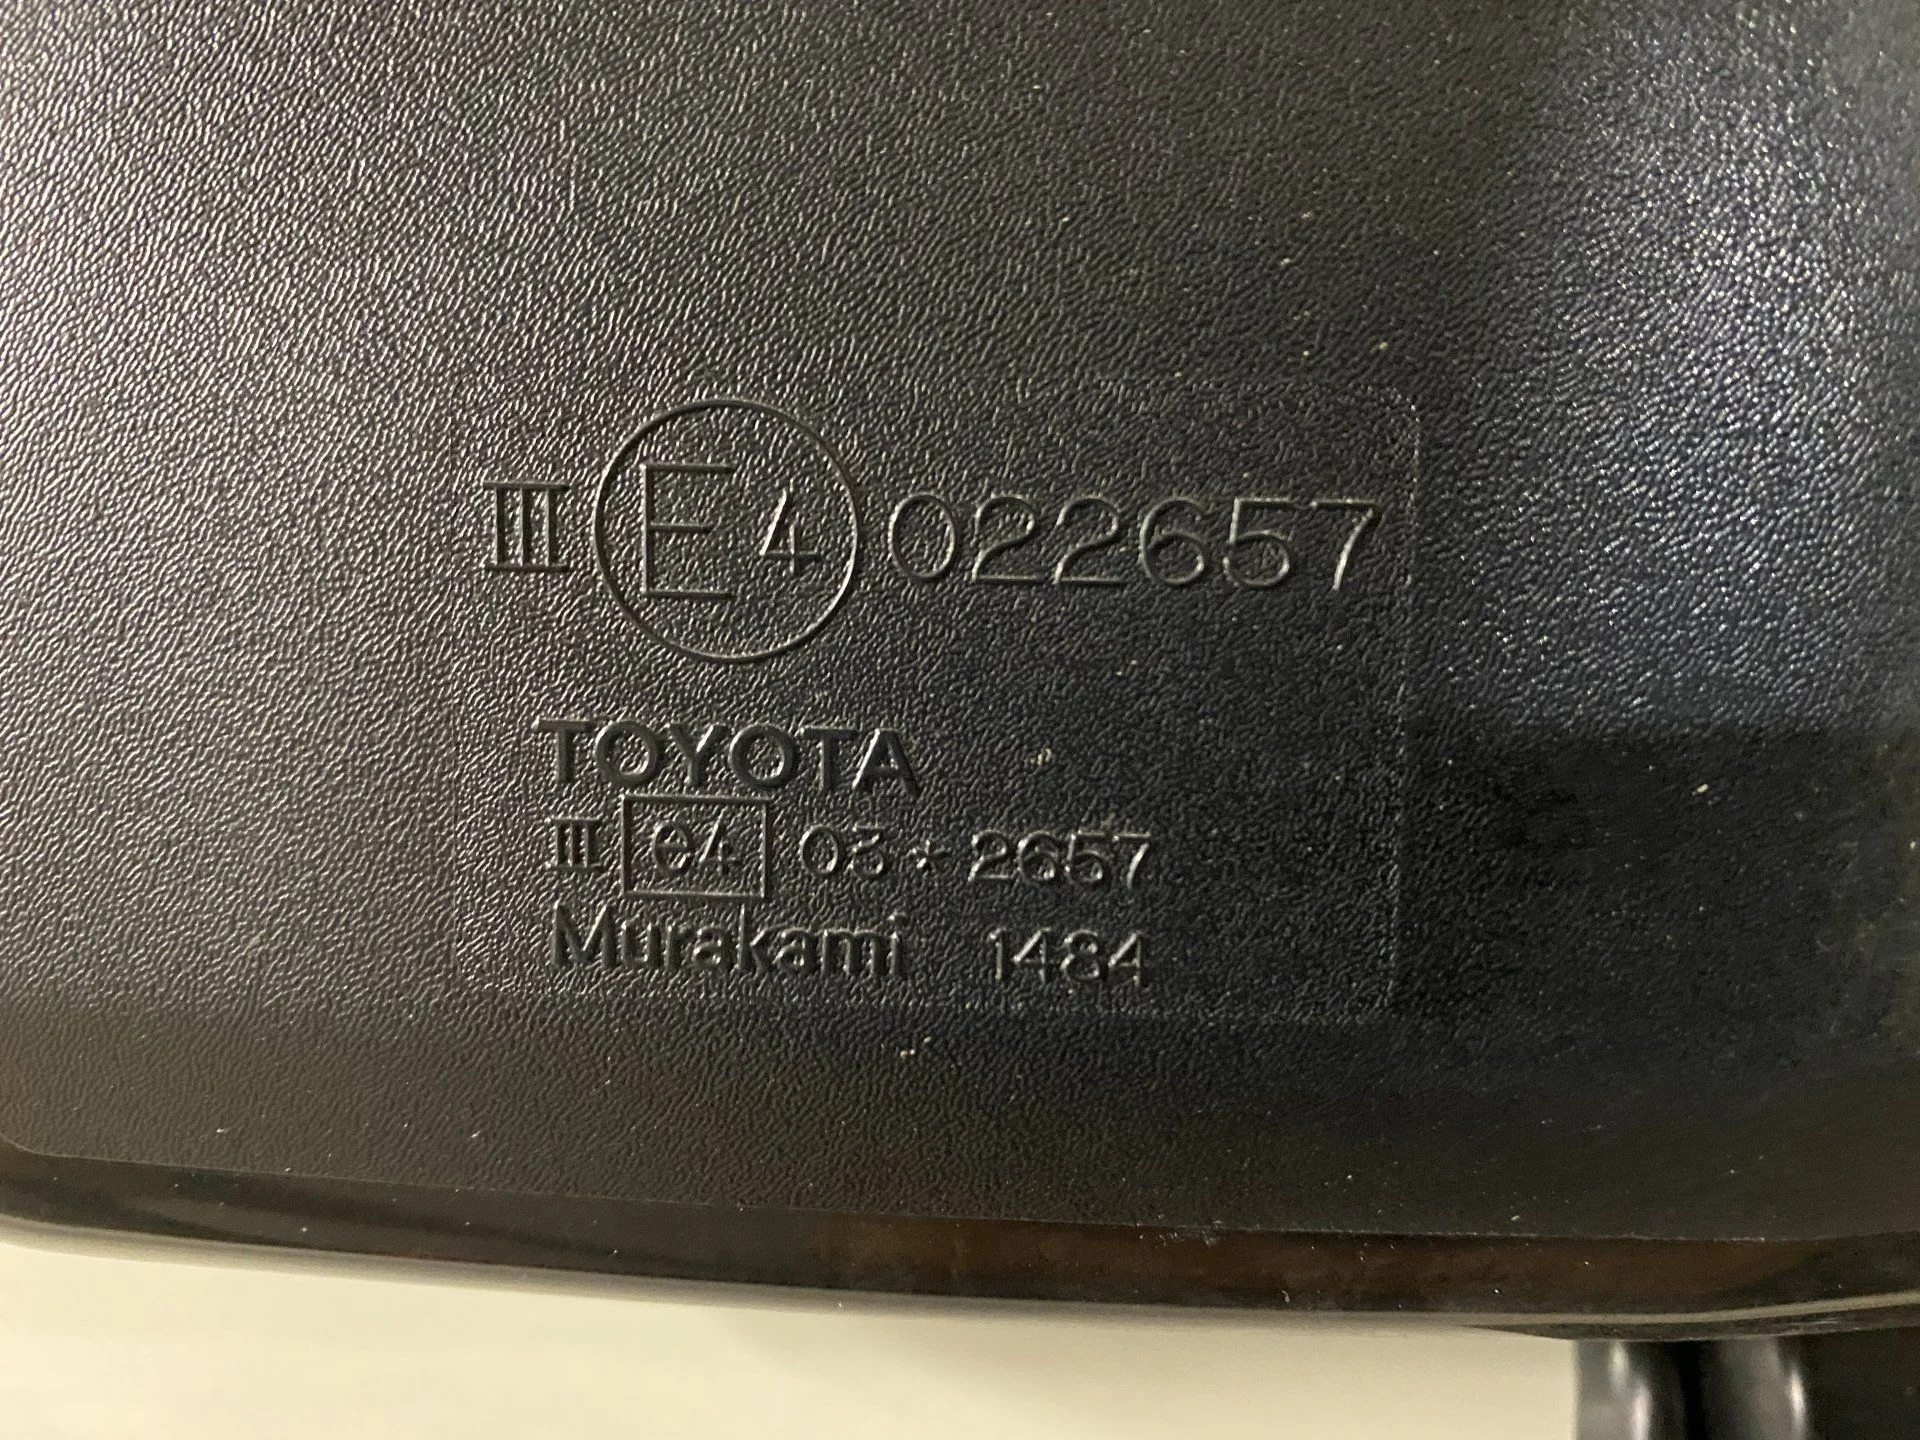 III E4 022657
TOYOTA
III e4 03*2657
Murakami 1484